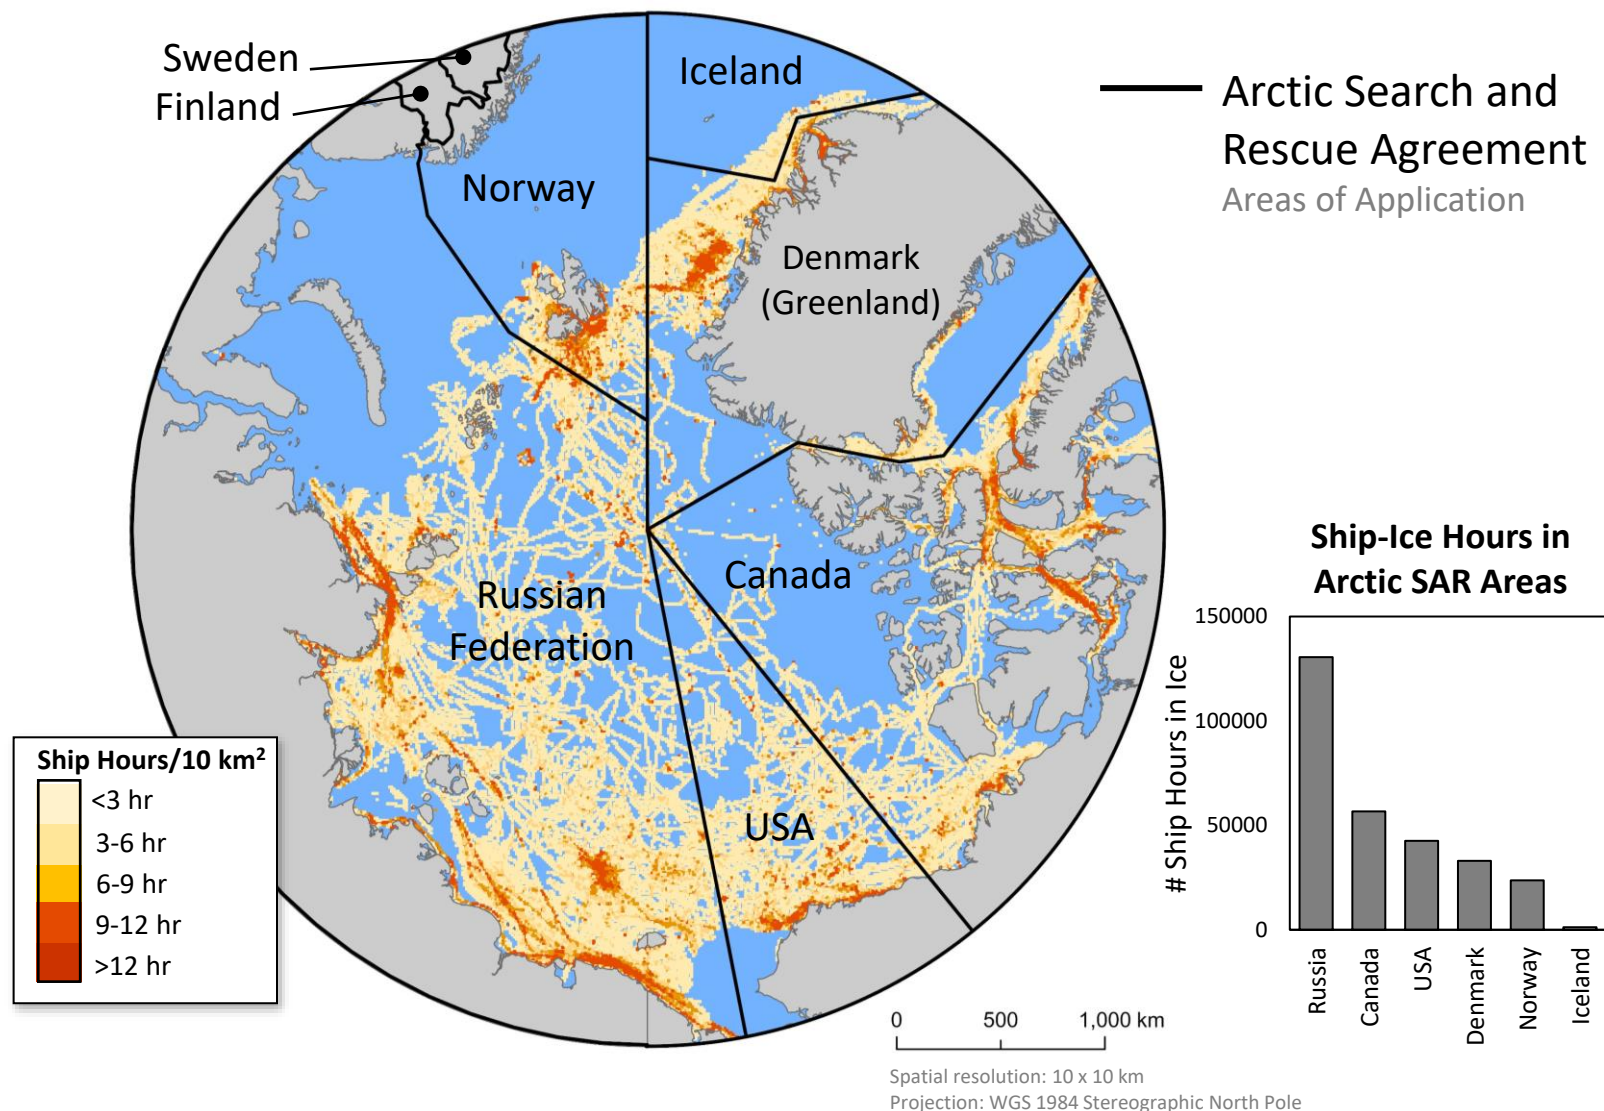 Sweden
Finland
Iceland
Norway
Denmark
(Greenland)
Russian
Federation
Canada
USA
Arctic Search and
Rescue Agreement
Areas of Application
Ship Hours/10 km²
<3 hr
3-6 hr
6-9 hr
9-12 hr
>12 hr
Ship-Ice Hours in
Arctic SAR Areas
# Ship Hours in Ice
150000
100000
50000
0
Russia
Canada
USA
Denmark
Norway
Iceland
0 500 1,000 km
Spatial resolution: 10 x 10 km
Projection: WGS 1984 Stereographic North Pole